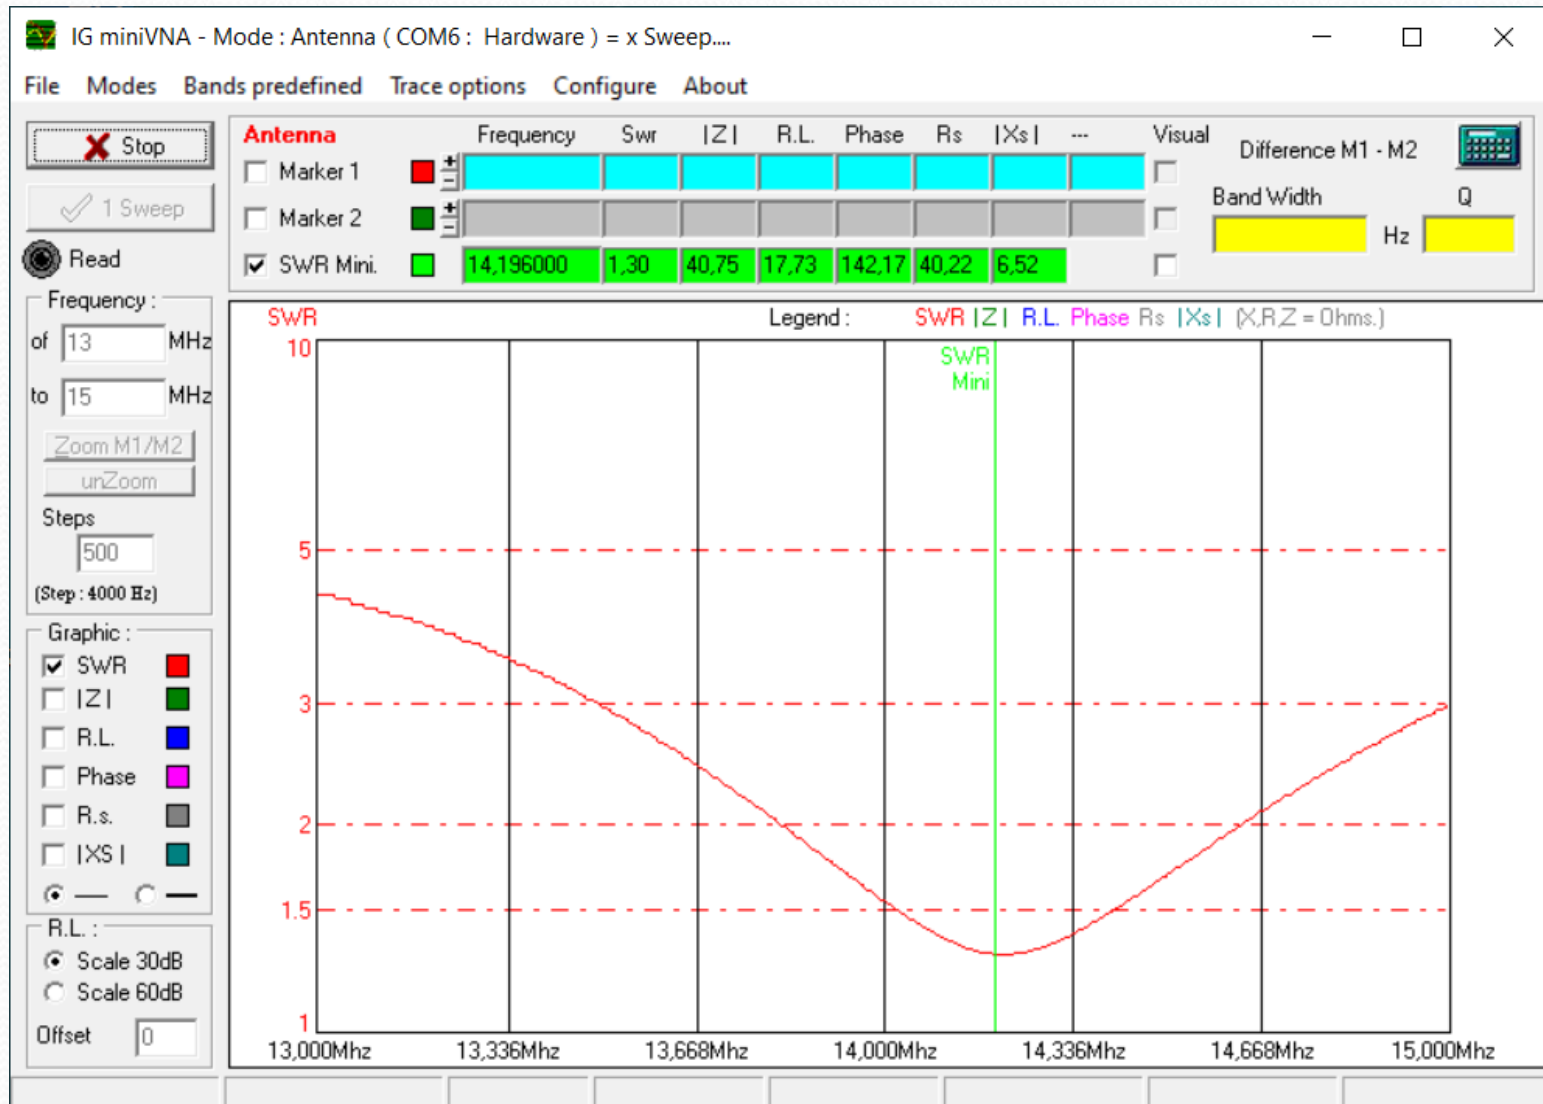 IG miniVNA - Mode : Antenna ( COM6 : Hardware ) = x Sweep....
File Modes Bands predefined Trace options Configure About
Stop
1 Sweep
Read
Antenna Frequency Swr |Z| R.L. Phase Rs |Xs| --- Visual
Marker 1
Marker 2
SWR Mini. 14,196000 1,30 40,75 17,73 142,17 40,22 6,52
Difference M1 - M2
Band Width Q
Hz
Frequency :
of 13 MHz
to 15 MHz
Zoom M1/M2
unZoom
Steps
500
(Step : 4000 Hz)
Graphic :
SWR
|Z|
R.L.
Phase
R.s.
|XS|
R.L. :
Scale 30dB
Scale 60dB
Offset 0
SWR Legend : SWR |Z| R.L. Phase Rs |Xs| (X,R,Z = Ohms.)
SWR
Mini
10
5
3
2
1.5
1
13,000Mhz 13,336Mhz 13,668Mhz 14,000Mhz 14,336Mhz 14,668Mhz 15,000Mhz